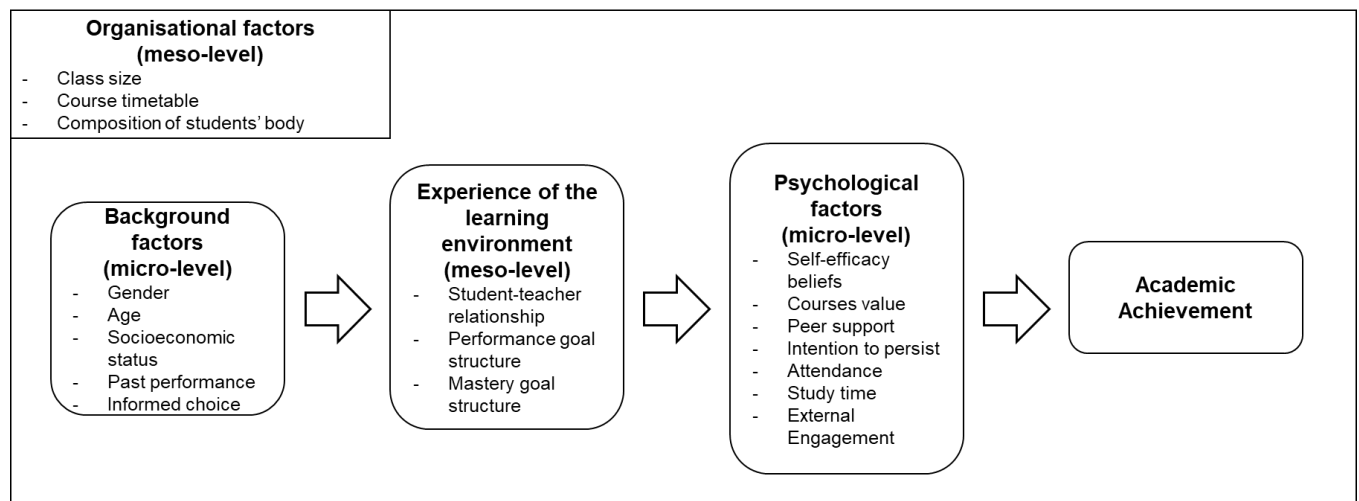 Organisational factors
(meso-level)
- Class size
- Course timetable
- Composition of students' body
Background
factors
(micro-level)
- Gender
- Age
- Socioeconomic
status
- Past performance
- Informed choice
Experience of the
learning
environment
(meso-level)
- Student-teacher
relationship
- Performance goal
structure
- Mastery goal
structure
Psychological
factors
(micro-level)
- Self-efficacy
beliefs
- Courses value
- Peer support
- Intention to persist
- Attendance
- Study time
- External
Engagement
Academic
Achievement